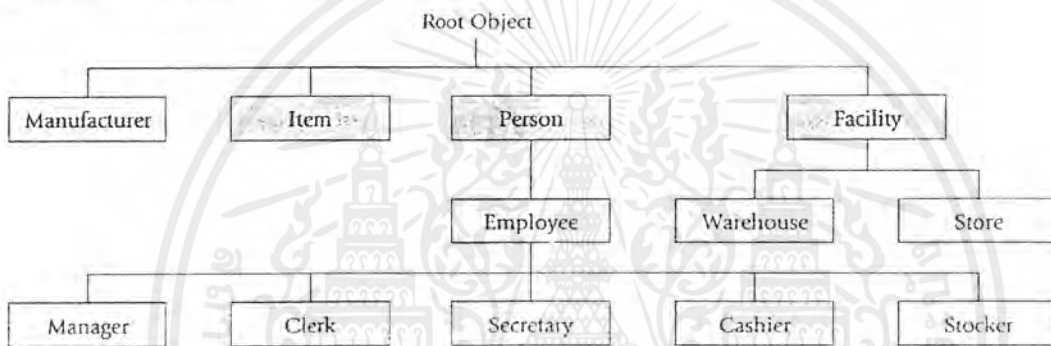 Root Object
Manufacturer Item Person Facility
Employee Warehouse Store
Manager Clerk Secretary Cashier Stocker